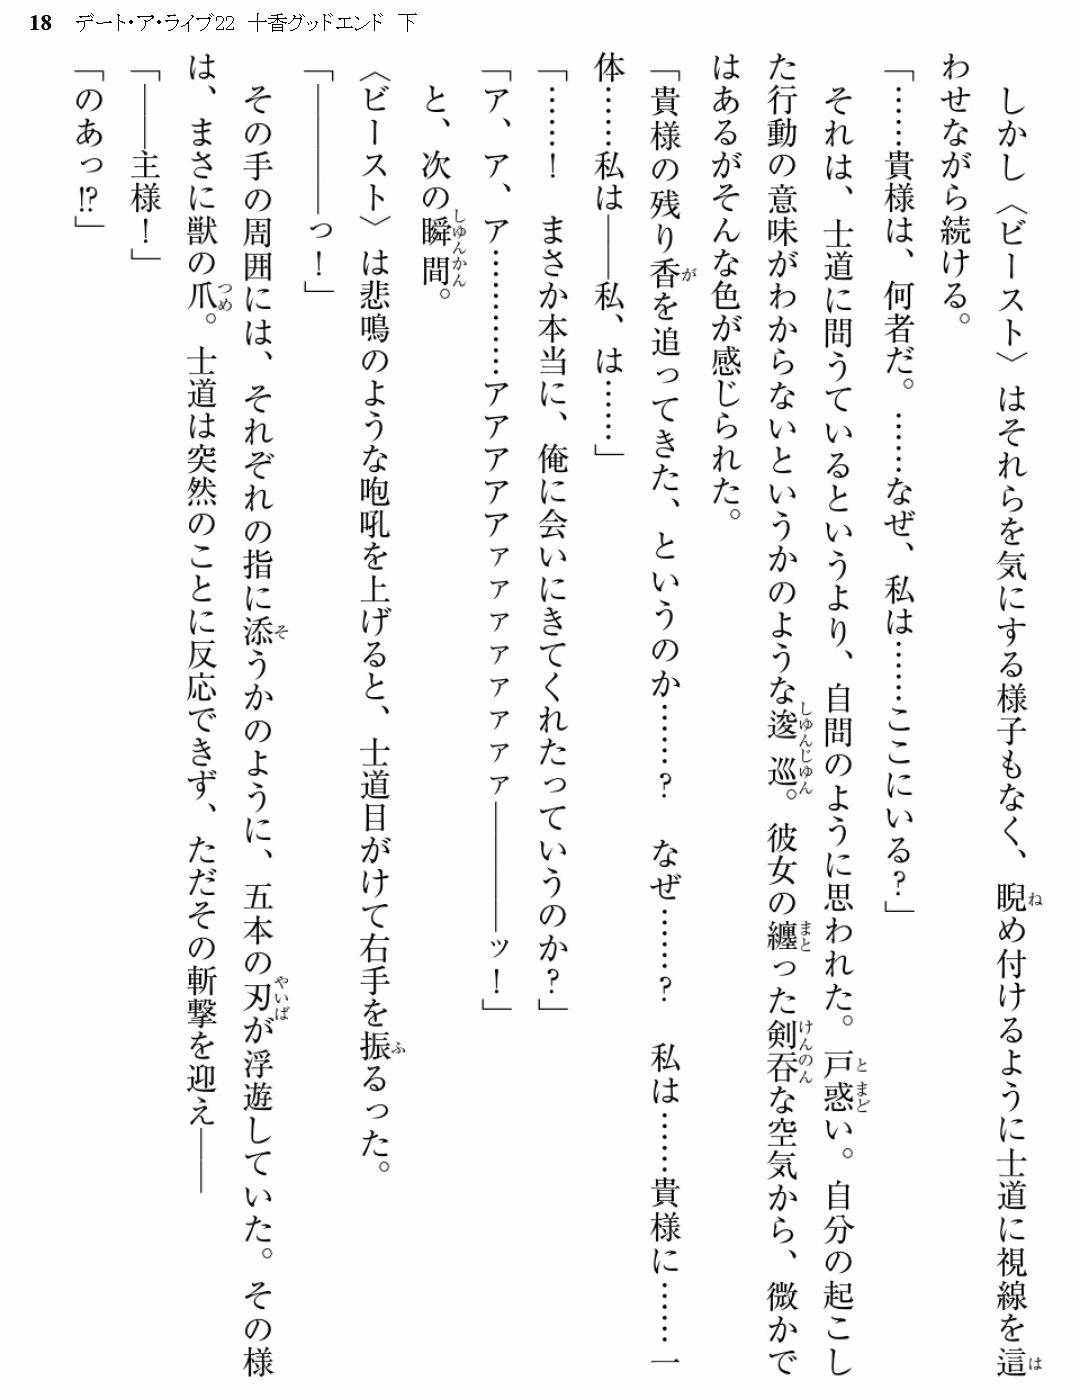 18 デート・ア・ライブ22 十香グッドエンド 下
しかし〈ビースト〉はそれらを気にする様子もなく、睨め付けるように士道に視線を這
わせながら続ける。
「……貴様は、何者だ。……なぜ、私は……ここにいる?」
それは、士道に問うているというより、自問のように思われた。戸惑い。自分の起こし
た行動の意味がわからないというかのような逡巡。彼女の纏った剣呑な空気から、微かで
はあるがそんな色が感じられた。
「貴様の残り香を追ってきた、というのか……? なぜ……? 私は……貴様に……一
体……私は――私、は……」
「……! まさか本当に、俺に会いにきてくれたっていうのか?」
「ア、ア、ア…………アアアアアァァァァァァァァ――――ッ!」
と、次の瞬間。
〈ビースト〉は悲鳴のような咆吼を上げると、士道目がけて右手を振るった。
「――――っ!」
その手の周囲には、それぞれの指に添うかのように、五本の刃が浮遊していた。その様
は、まさに獣の爪。士道は突然のことに反応できず、ただその斬撃を迎え――
「――主様!」
「のあっ!?」